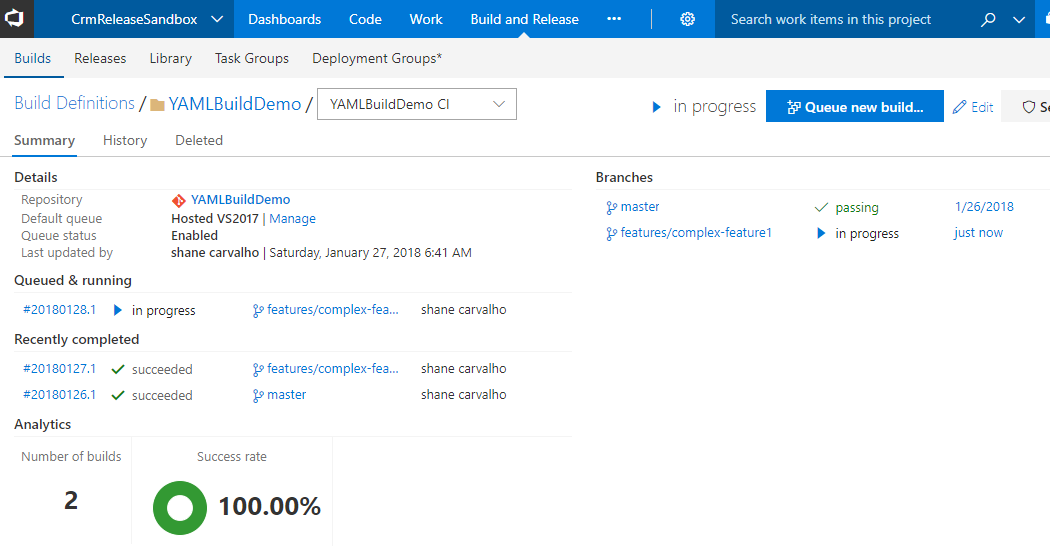 CrmReleaseSandbox Dashboards Code Work Build and Release ··· Search work items in this project
Builds Releases Library Task Groups Deployment Groups*
Build Definitions / YAMLBuildDemo / YAMLBuildDemo CI in progress Queue new build... Edit
Summary History Deleted
Details
Repository YAMLBuildDemo
Default queue Hosted VS2017 | Manage
Queue status Enabled
Last updated by shane carvalho | Saturday, January 27, 2018 6:41 AM
Queued & running
#20180128.1 in progress features/complex-fea... shane carvalho
Recently completed
#20180127.1 succeeded features/complex-fea... shane carvalho
#20180126.1 succeeded master shane carvalho
Analytics
Number of builds Success rate
2 100.00%
Branches
master passing 1/26/2018
features/complex-feature1 in progress just now